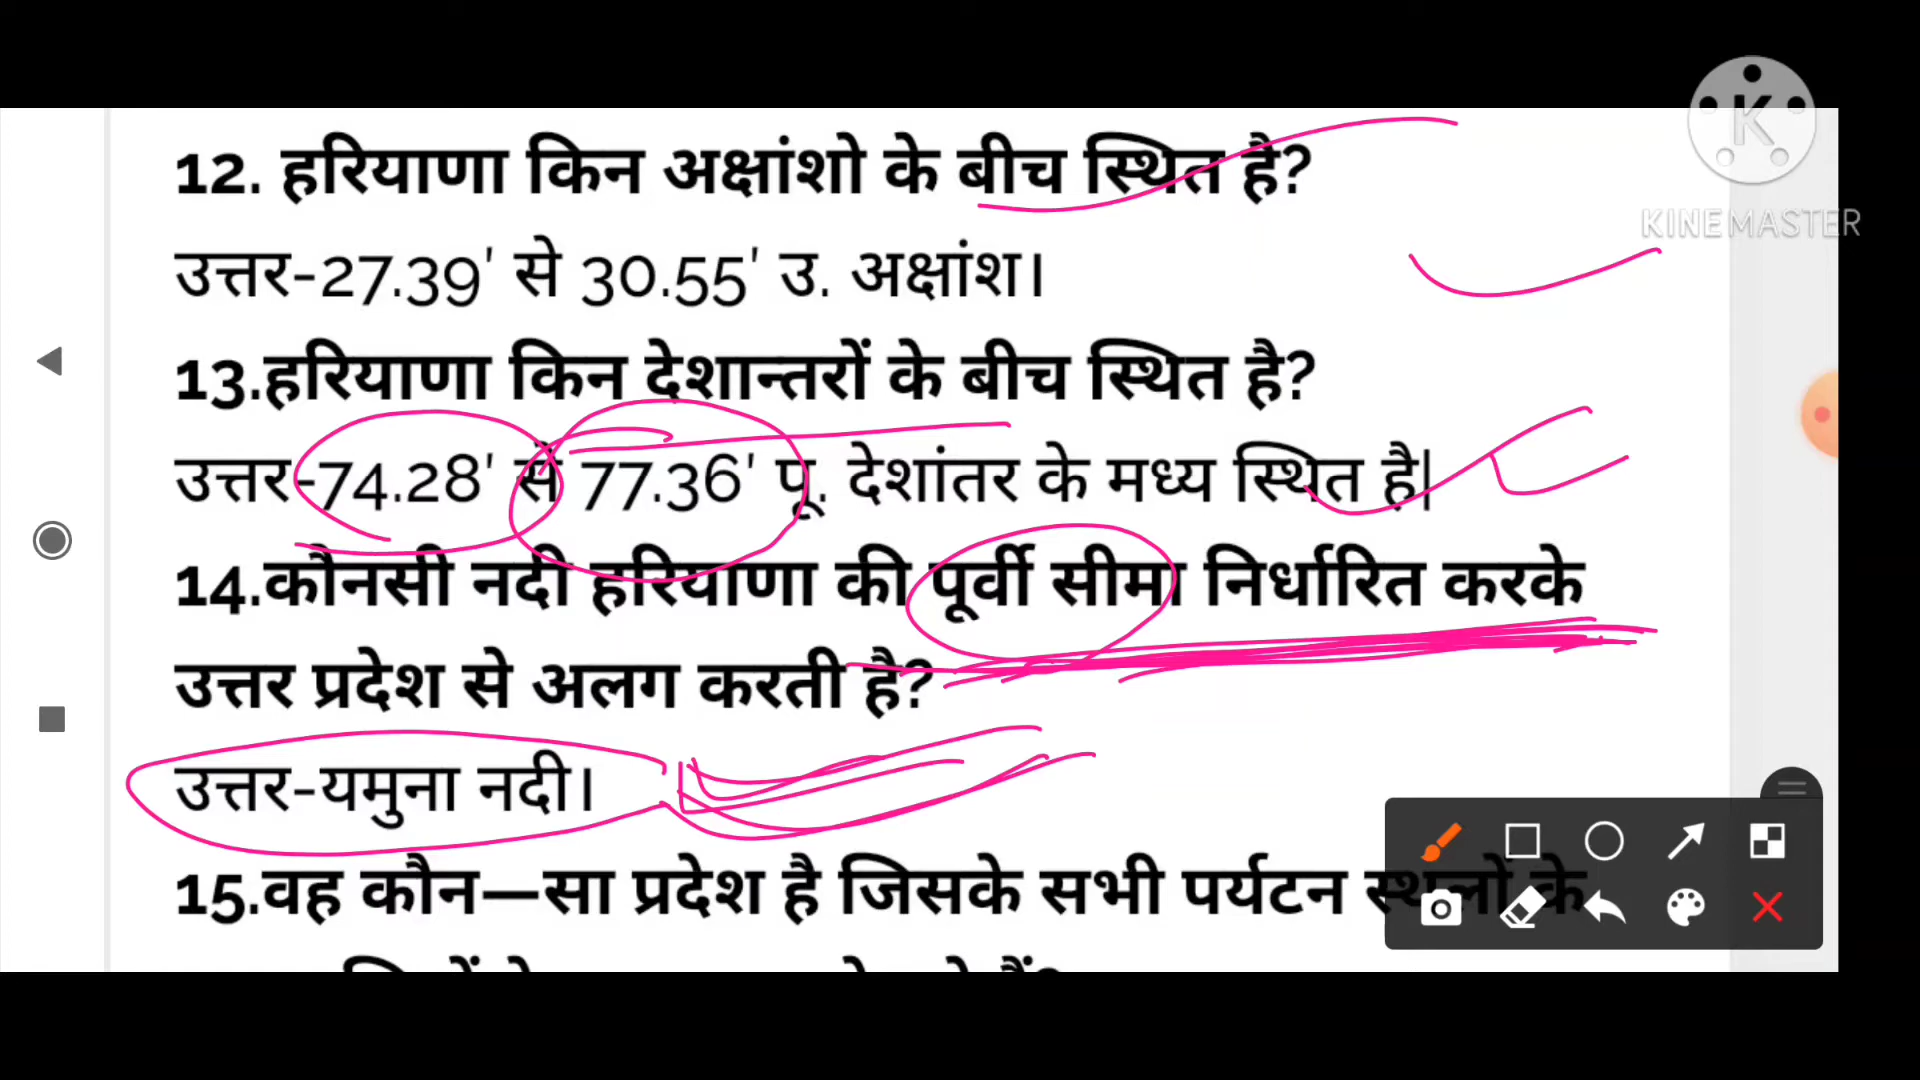 12. हरियाणा किन अक्षांशो के बीच स्थित है?
उत्तर-27.39' से 30.55' उ. अक्षांश।
13.हरियाणा किन देशान्तरों के बीच स्थित है?
उत्तर-74.28' से 77.36' पू. देशांतर के मध्य स्थित है|
14.कौनसी नदी हरियाणा की पूर्वी सीमा निर्धारित करके
उत्तर प्रदेश से अलग करती है?
उत्तर-यमुना नदी।
15.वह कौन—सा प्रदेश है जिसके सभी पर्यटन स्थलों के
K
KINEMASTER